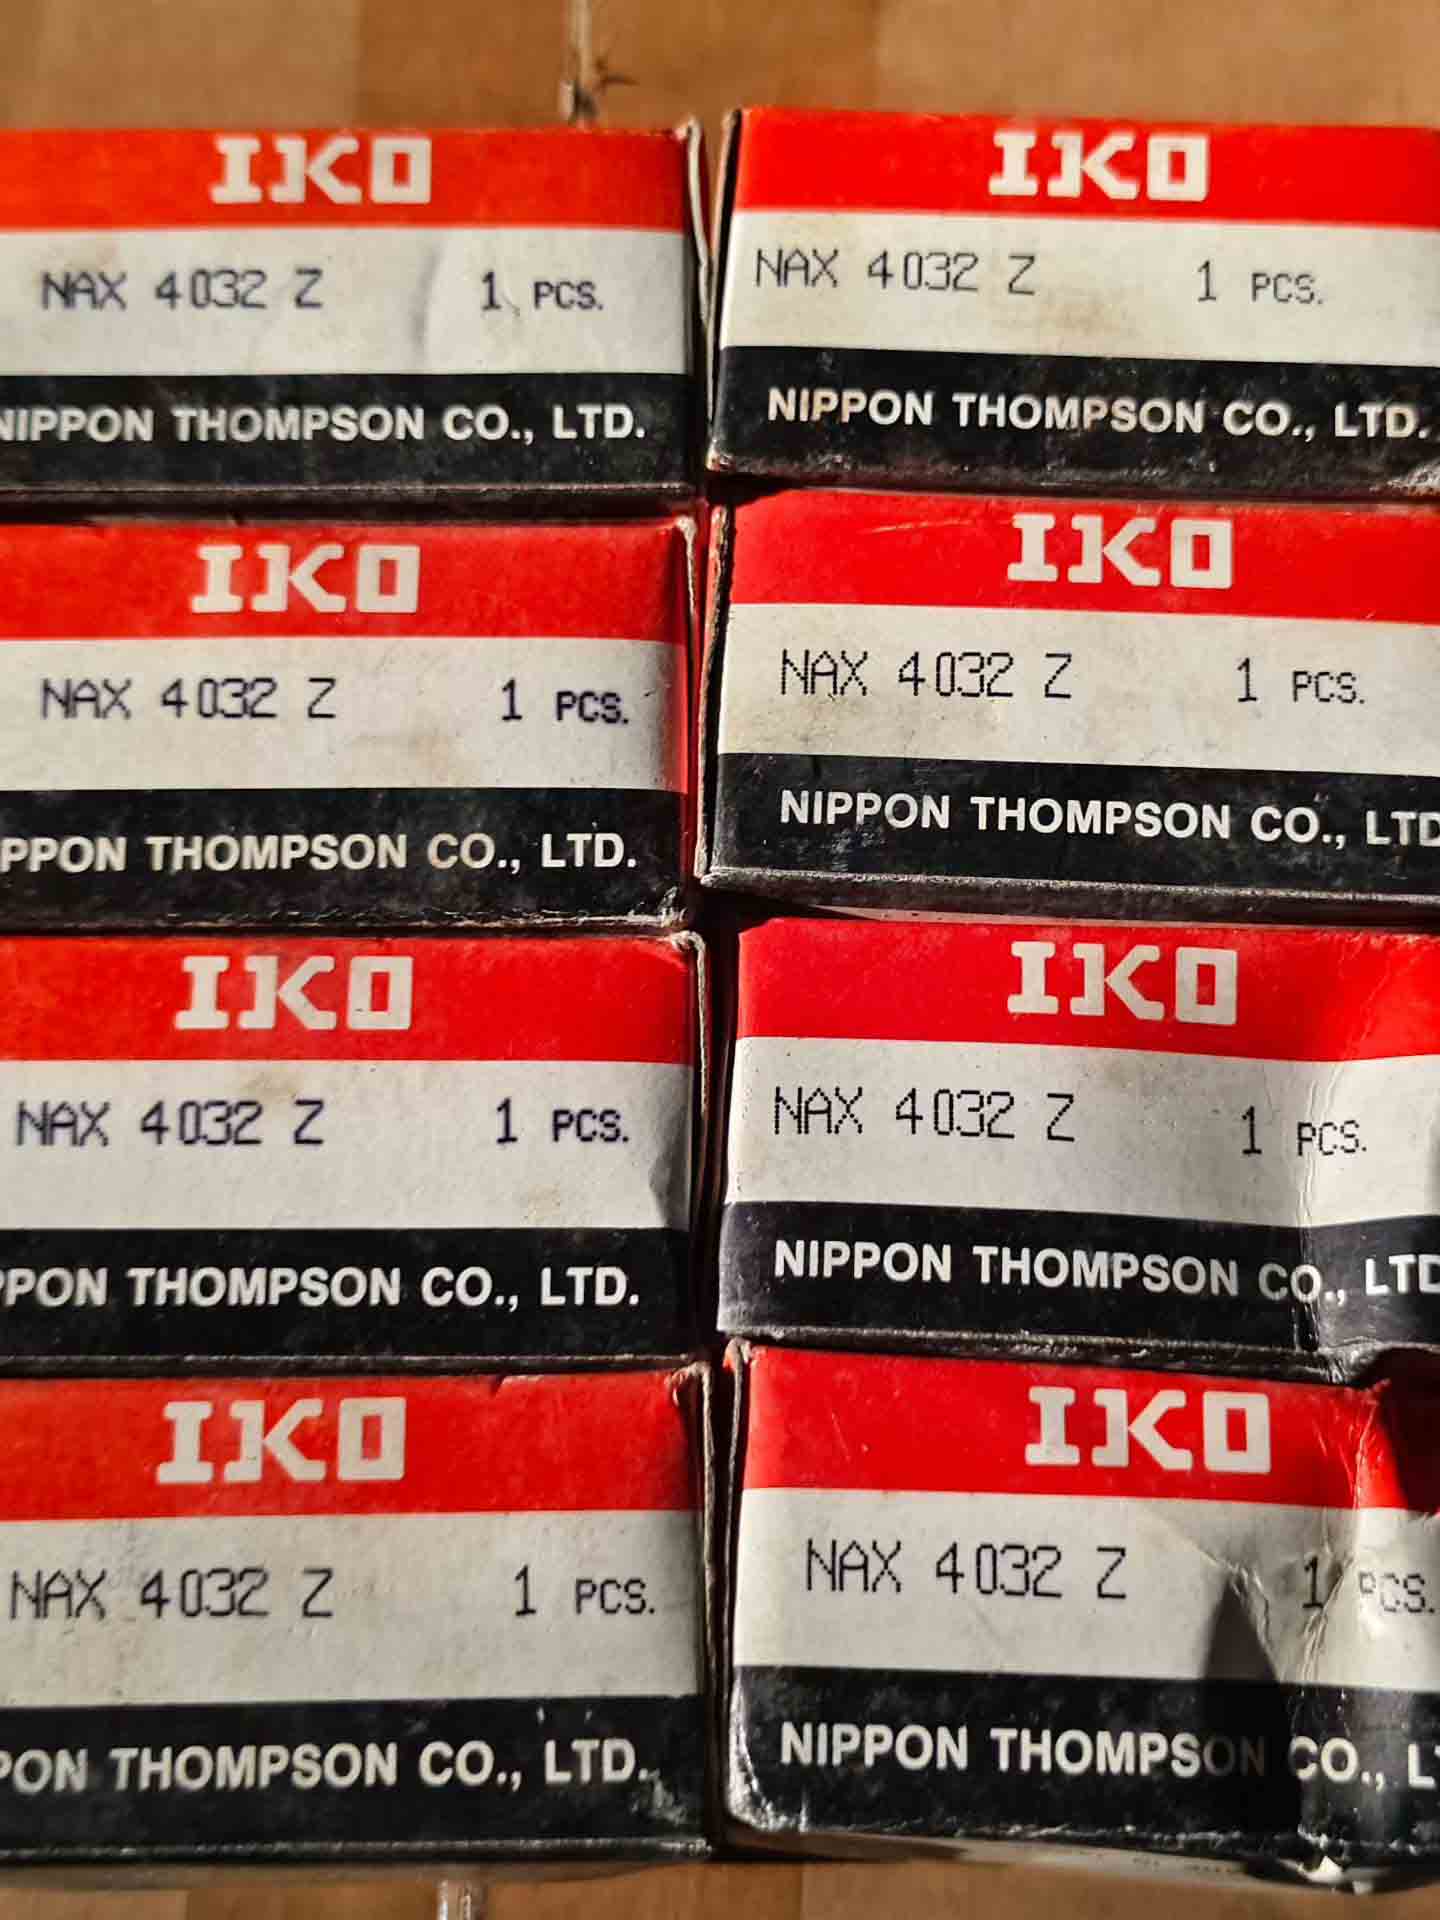 IKO
NAX 4032 Z 1 PCS.
NIPPON THOMPSON CO., LTD.
IKO
NAX 4032 Z 1 PCS.
NIPPON THOMPSON CO., LTD.
IKO
NAX 4032 Z 1 PCS.
PPON THOMPSON CO., LTD.
IKO
NAX 4032 Z 1 PCS.
NIPPON THOMPSON CO., LTD
IKO
NAX 4032 Z 1 PCS.
PPON THOMPSON CO., LTD.
IKO
NAX 4032 Z 1 PCS.
NIPPON THOMPSON CO., LTD
IKO
NAX 4032 Z 1 PCS.
PON THOMPSON CO., LTD.
IKO
NAX 4032 Z 1 PCS.
NIPPON THOMPSON CO., L